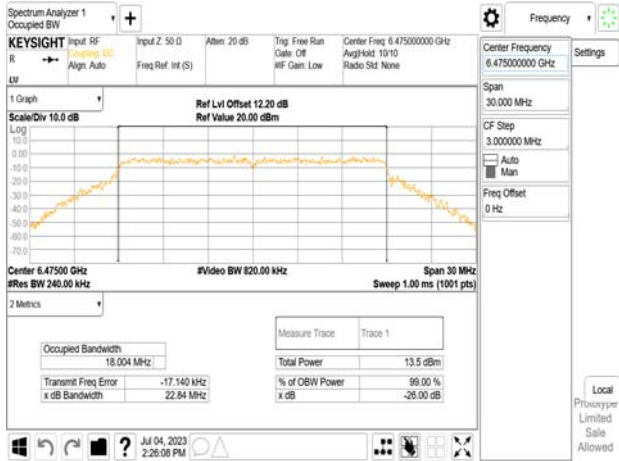 Spectrum Analyzer 1
Occupied BW
Frequency
KEYSIGHT
R
LXI
Input: RF
Coupling: DC
Align: Auto
Input Z: 50 Ω
Freq Ref: Int (S)
Atten: 20 dB
Trig: Free Run
Gate: Off
#IF Gain: Low
Center Freq: 6.475000000 GHz
Avg|Hold: 10/10
Radio Std: None
Center Frequency
6.475000000 GHz
Settings
Span
30.000 MHz
CF Step
3.000000 MHz
Auto
Man
Freq Offset
0 Hz
1 Graph
Scale/Div 10.0 dB
Ref Lvl Offset 12.20 dB
Ref Value 20.00 dBm
Log
10.0
0.00
-10.0
-20.0
-30.0
-40.0
-50.0
-60.0
-70.0
Center 6.47500 GHz
#Res BW 240.00 kHz
#Video BW 820.00 kHz
Span 30 MHz
Sweep 1.00 ms (1001 pts)
2 Metrics
Measure Trace Trace 1
Occupied Bandwidth
18.004 MHz
Total Power 13.5 dBm
Transmit Freq Error -17.140 kHz
% of OBW Power 99.00 %
x dB Bandwidth 22.84 MHz
x dB -26.00 dB
Local
Prototype
Limited
Sale
Allowed
Jul 04, 2023
2:26:08 PM